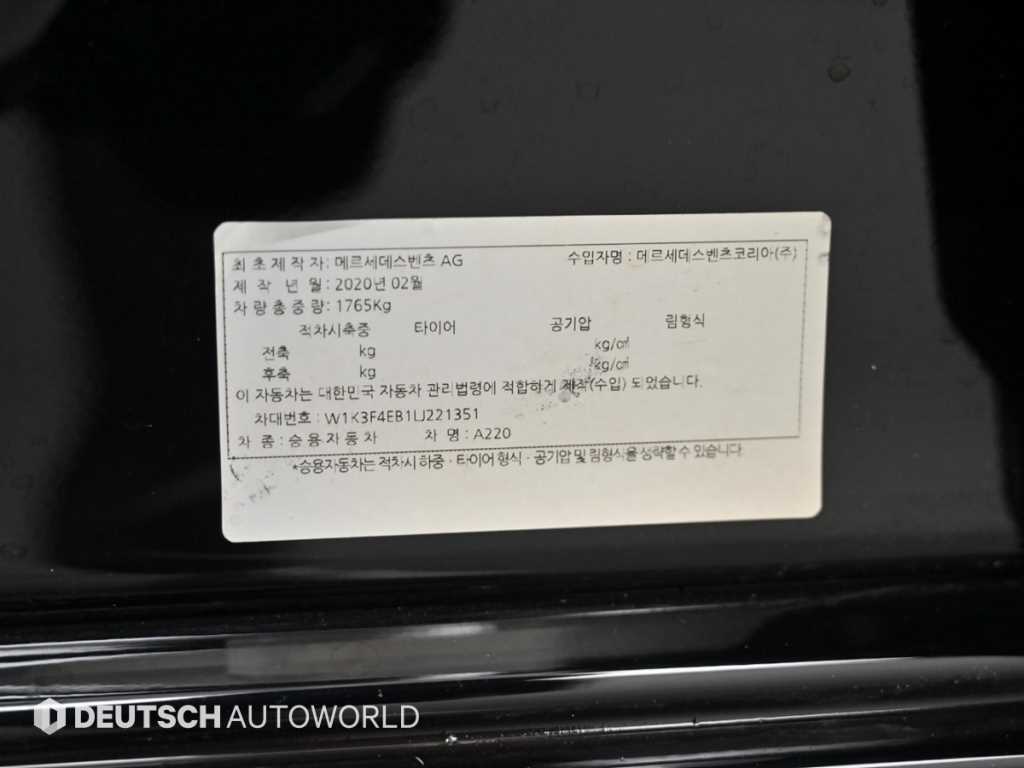 최초제작자: 메르세데스벤츠 AG 수입자명 : 메르세데스벤츠코리아(주)
제 작 년 월: 2020년 02월
차량총중량: 1765Kg
적차시축중 타이어 공기압 림형식
전축 kg kg/㎠
후축 kg kg/㎠
이 자동차는 대한민국 자동차 관리법령에 적합하게 제작(수입) 되었습니다.
차대번호 : W1K3F4EB1LJ221351
차 종 : 승용자동차 차 명 : A220
*승용자동차는 적차시 하중 · 타이어 형식 · 공기압 및 림형식을 생략할 수 있습니다.
DEUTSCH AUTOWORLD